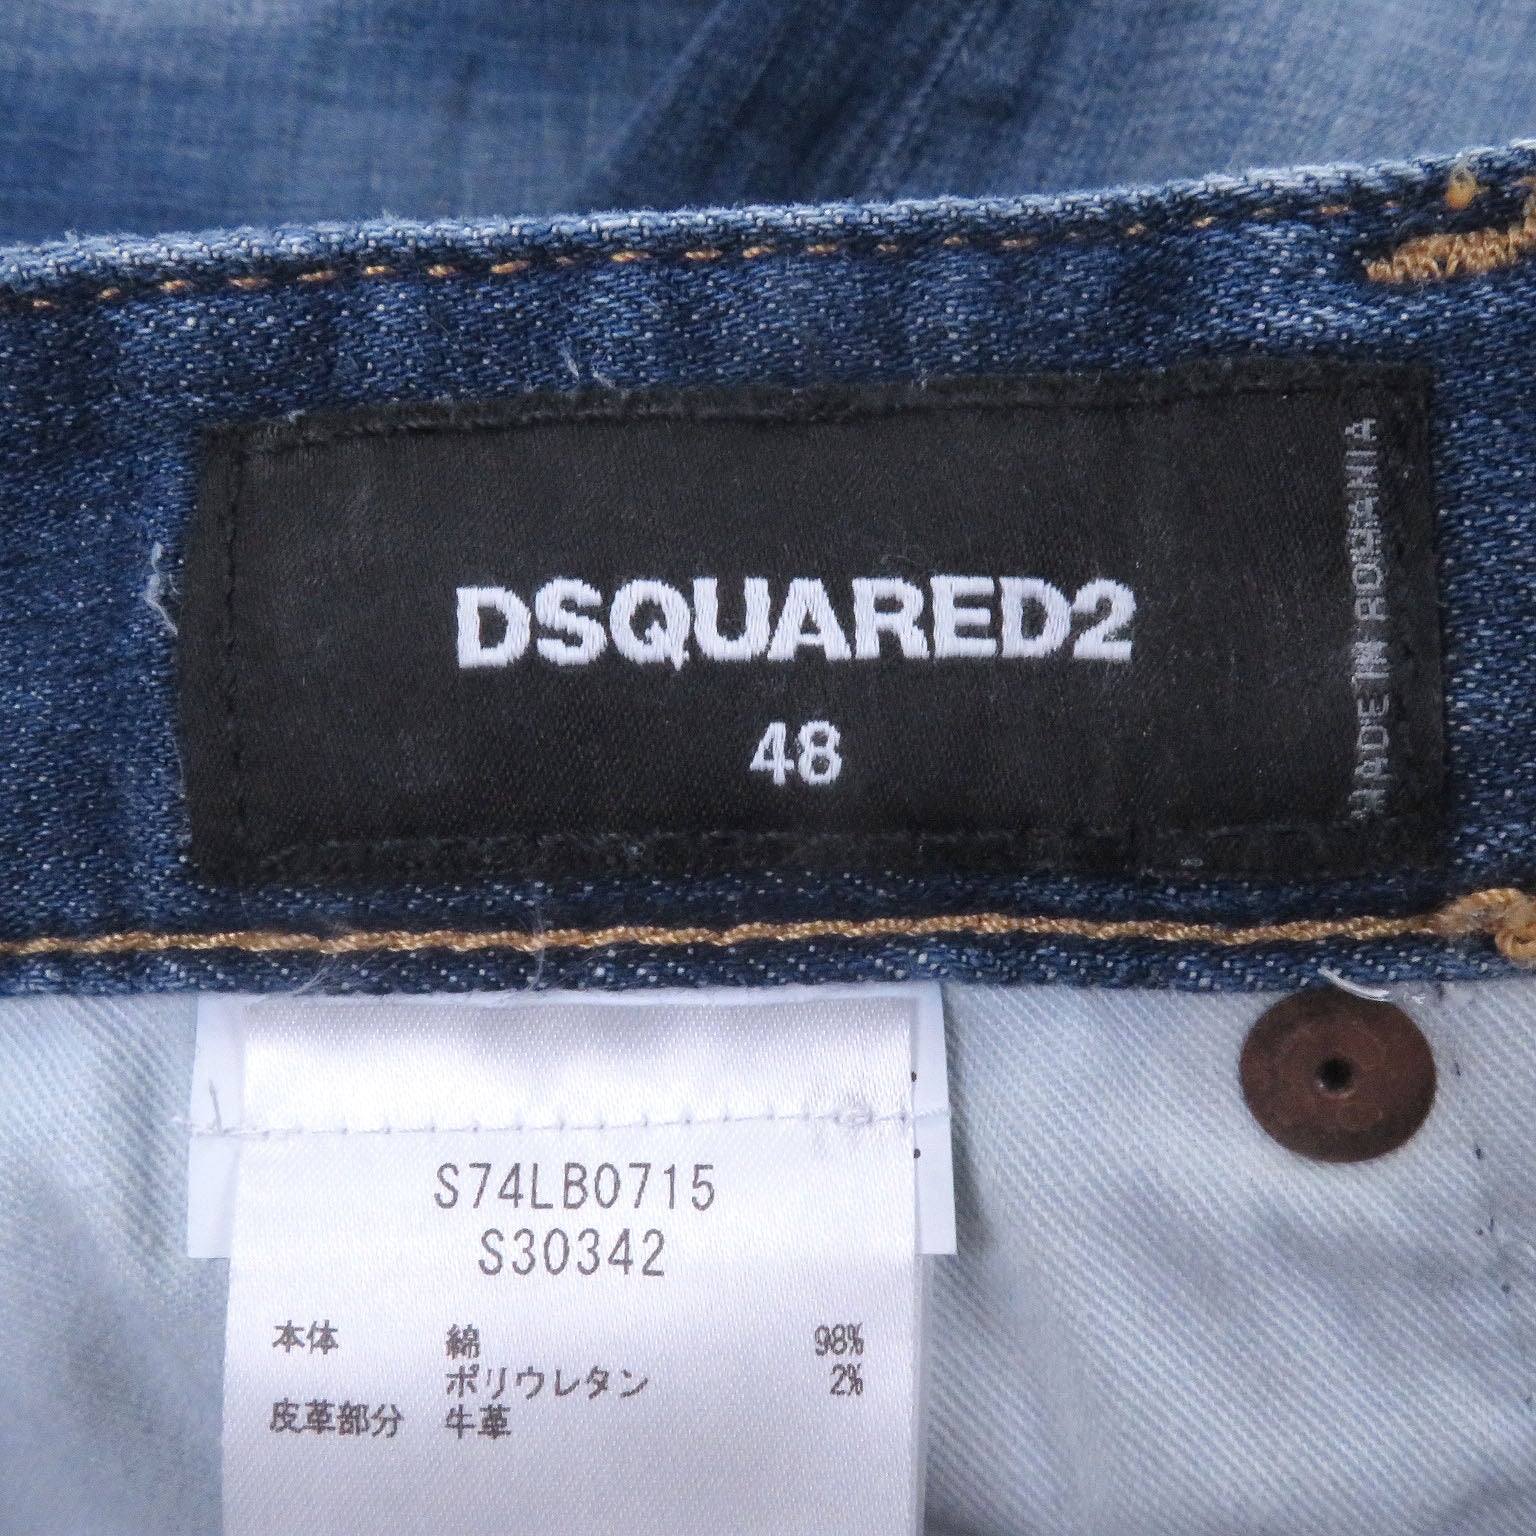 DSQUARED2
48
MADE IN ROMANIA
S74LB0715
S30342
本体 綿 98%
ポリウレタン 2%
皮革部分 牛革